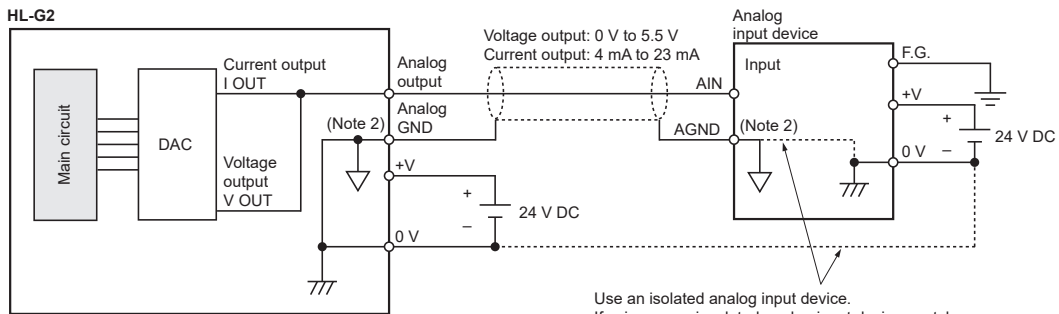 HL-G2
Main circuit
DAC
Current output
I OUT
Voltage
output
V OUT
Analog
output
Analog
GND
(Note 2)
+V
+
–
24 V DC
0 V
Voltage output: 0 V to 5.5 V
Current output: 4 mA to 23 mA
Analog
input device
Input
AIN
AGND
(Note 2)
F.G.
+V
+
–
24 V DC
0 V
Use an isolated analog input device.